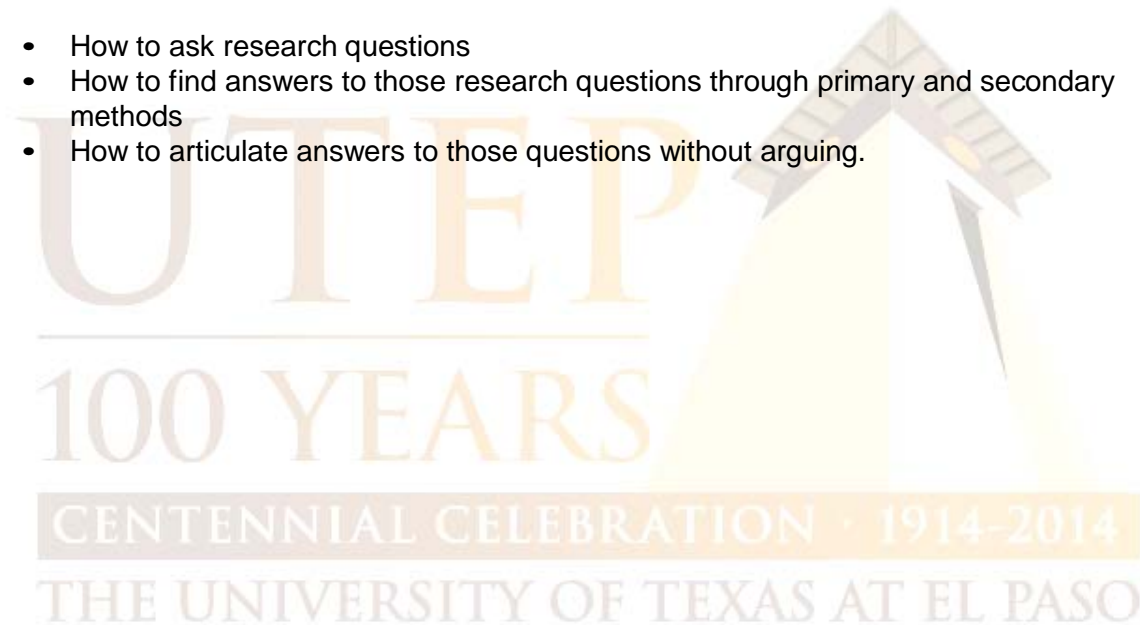 • How to ask research questions
• How to find answers to those research questions through primary and secondary
methods
• How to articulate answers to those questions without arguing.
UTEP
100 YEARS
CENTENNIAL CELEBRATION · 1914-2014
THE UNIVERSITY OF TEXAS AT EL PASO